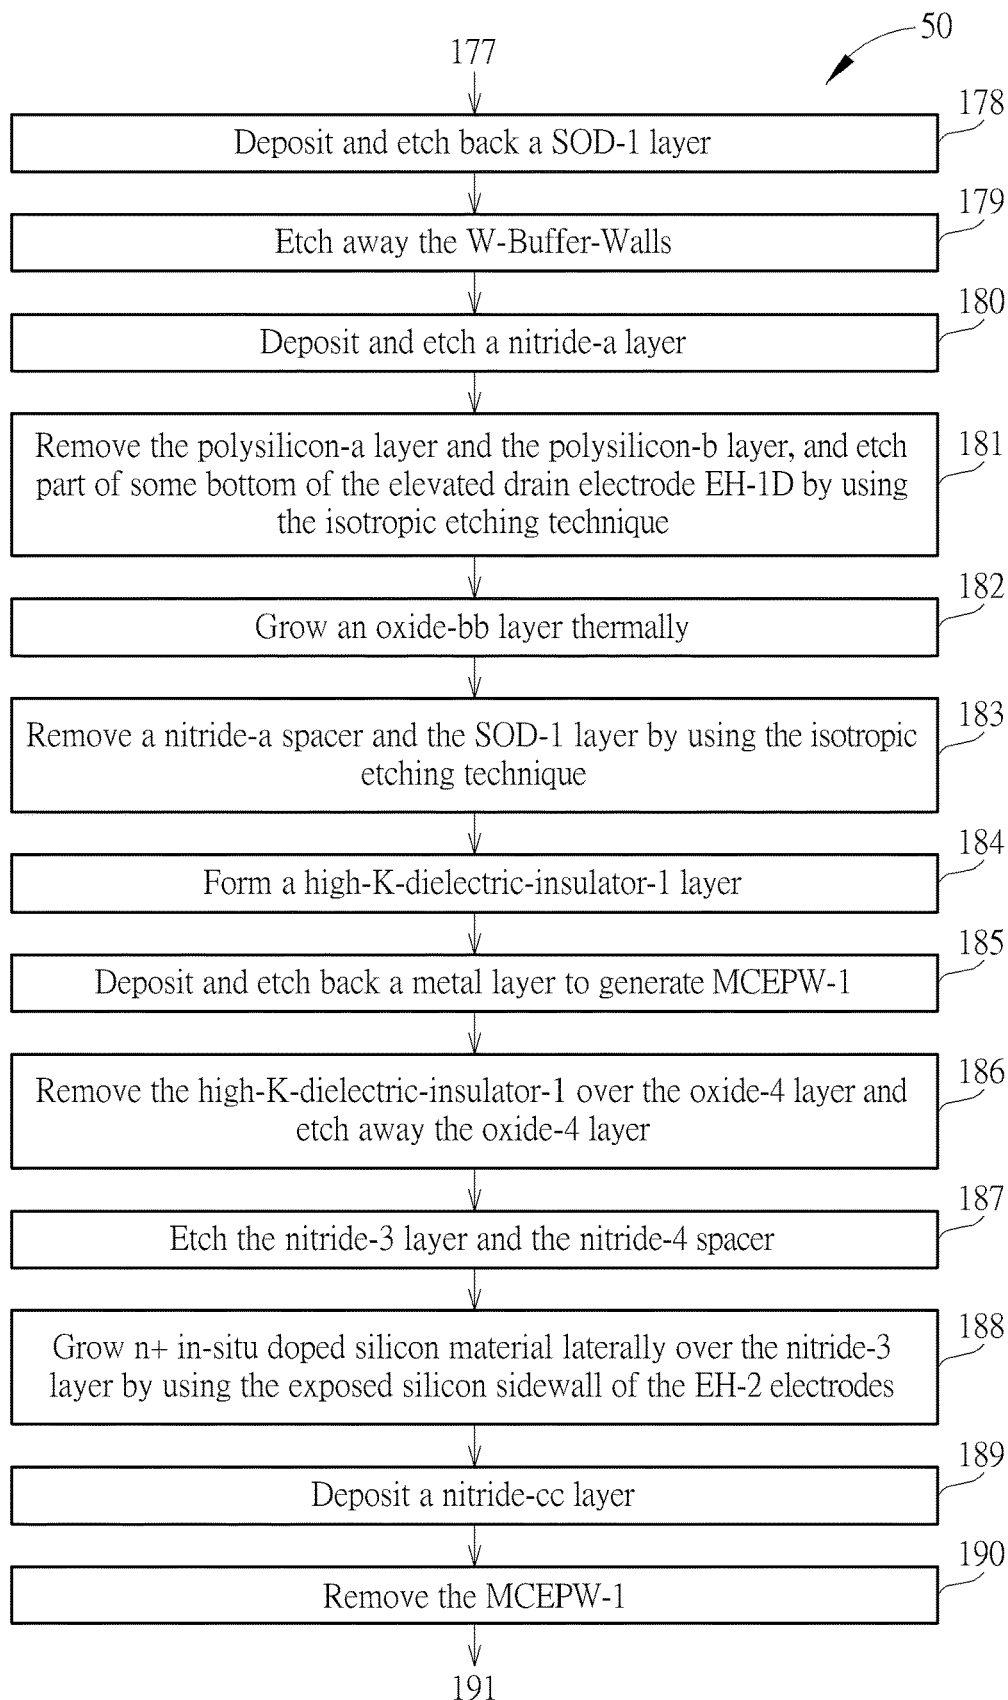 50
177
178
Deposit and etch back a SOD-1 layer
179
Etch away the W-Buffer-Walls
180
Deposit and etch a nitride-a layer
181
Remove the polysilicon-a layer and the polysilicon-b layer, and etch
part of some bottom of the elevated drain electrode EH-1D by using
the isotropic etching technique
182
Grow an oxide-bb layer thermally
183
Remove a nitride-a spacer and the SOD-1 layer by using the isotropic
etching technique
184
Form a high-K-dielectric-insulator-1 layer
185
Deposit and etch back a metal layer to generate MCEPW-1
186
Remove the high-K-dielectric-insulator-1 over the oxide-4 layer and
etch away the oxide-4 layer
187
Etch the nitride-3 layer and the nitride-4 spacer
188
Grow n+ in-situ doped silicon material laterally over the nitride-3
layer by using the exposed silicon sidewall of the EH-2 electrodes
189
Deposit a nitride-cc layer
190
Remove the MCEPW-1
191